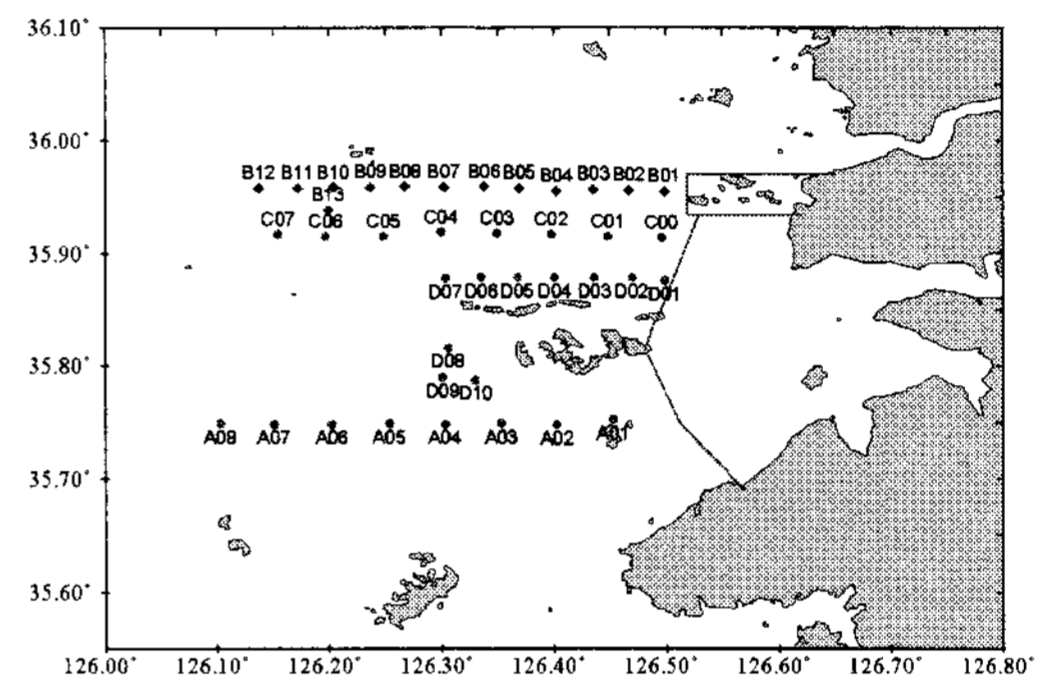 36.10°
36.00°
B12 B11 B10 B09 B08 B07 B06 B05 B04 B03 B02 B01
B13
C07 C06 C05 C04 C03 C02 C01 C00
35.90°
D07 D06 D05 D04 D03 D02 D01
35.80°
D08
D09 D10
A08 A07 A06 A05 A04 A03 A02 A01
35.70°
35.60°
126.00° 126.10° 126.20° 126.30° 126.40° 126.50° 126.60° 126.70° 126.80°